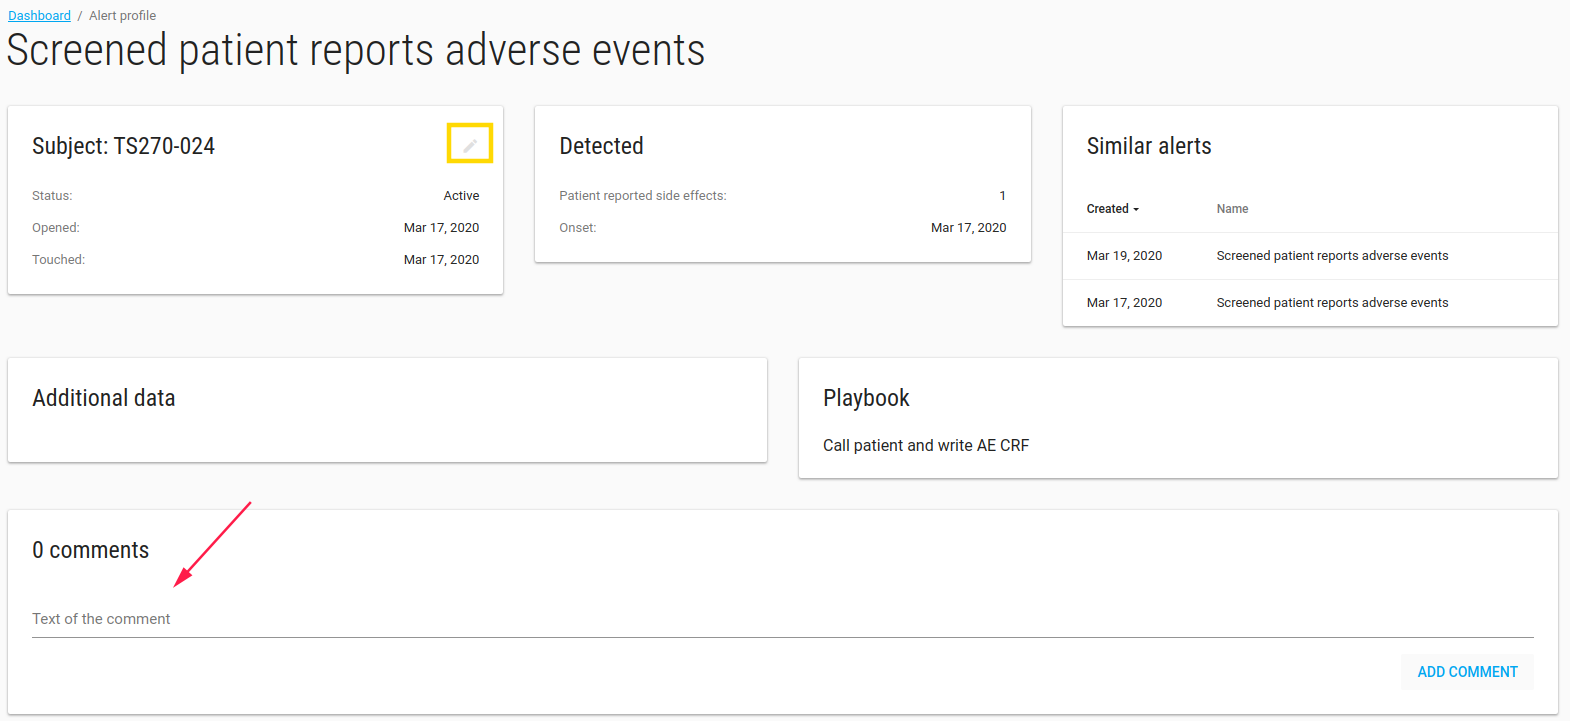 Dashboard / Alert profile
Screened patient reports adverse events
Subject: TS270-024
Status: Active
Opened: Mar 17, 2020
Touched: Mar 17, 2020
Detected
Patient reported side effects: 1
Onset: Mar 17, 2020
Similar alerts
Created Name
Mar 19, 2020 Screened patient reports adverse events
Mar 17, 2020 Screened patient reports adverse events
Additional data
Playbook
Call patient and write AE CRF
0 comments
Text of the comment
ADD COMMENT